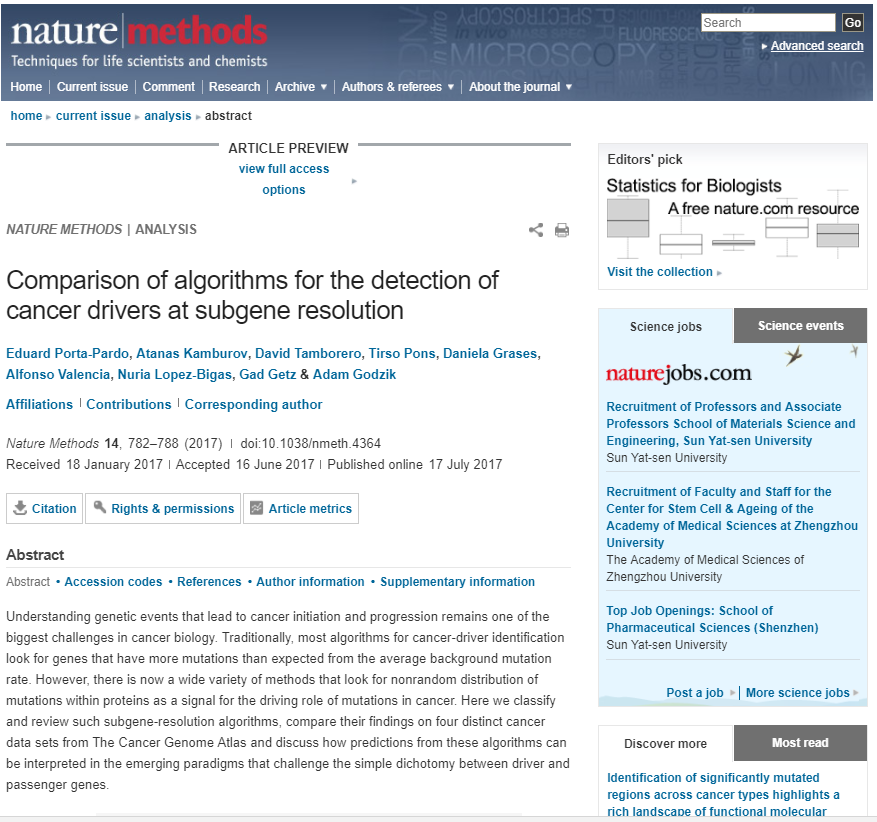 nature methods
Techniques for life scientists and chemists
Search Go
Advanced search
Home Current issue Comment Research Archive Authors & referees About the journal
home current issue analysis abstract
ARTICLE PREVIEW
view full access
options
NATURE METHODS | ANALYSIS
Comparison of algorithms for the detection of
cancer drivers at subgene resolution
Eduard Porta-Pardo, Atanas Kamburov, David Tamborero, Tirso Pons, Daniela Grases,
Alfonso Valencia, Nuria Lopez-Bigas, Gad Getz & Adam Godzik
Affiliations | Contributions | Corresponding author
Nature Methods 14, 782–788 (2017) | doi:10.1038/nmeth.4364
Received 18 January 2017 | Accepted 16 June 2017 | Published online 17 July 2017
Citation Rights & permissions Article metrics
Abstract
Abstract • Accession codes • References • Author information • Supplementary information
Understanding genetic events that lead to cancer initiation and progression remains one of the
biggest challenges in cancer biology. Traditionally, most algorithms for cancer-driver identification
look for genes that have more mutations than expected from the average background mutation
rate. However, there is now a wide variety of methods that look for nonrandom distribution of
mutations within proteins as a signal for the driving role of mutations in cancer. Here we classify
and review such subgene-resolution algorithms, compare their findings on four distinct cancer
data sets from The Cancer Genome Atlas and discuss how predictions from these algorithms can
be interpreted in the emerging paradigms that challenge the simple dichotomy between driver and
passenger genes.
Editors' pick
Statistics for Biologists
A free nature.com resource
Visit the collection
Science jobs Science events
naturejobs.com
Recruitment of Professors and Associate
Professors School of Materials Science and
Engineering, Sun Yat-sen University
Sun Yat-sen University
Recruitment of Faculty and Staff for the
Center for Stem Cell & Ageing of the
Academy of Medical Sciences at Zhengzhou
University
The Academy of Medical Sciences of
Zhengzhou University
Top Job Openings: School of
Pharmaceutical Sciences (Shenzhen)
Sun Yat-sen University
Post a job | More science jobs
Discover more Most read
Identification of significantly mutated
regions across cancer types highlights a
rich landscape of functional molecular